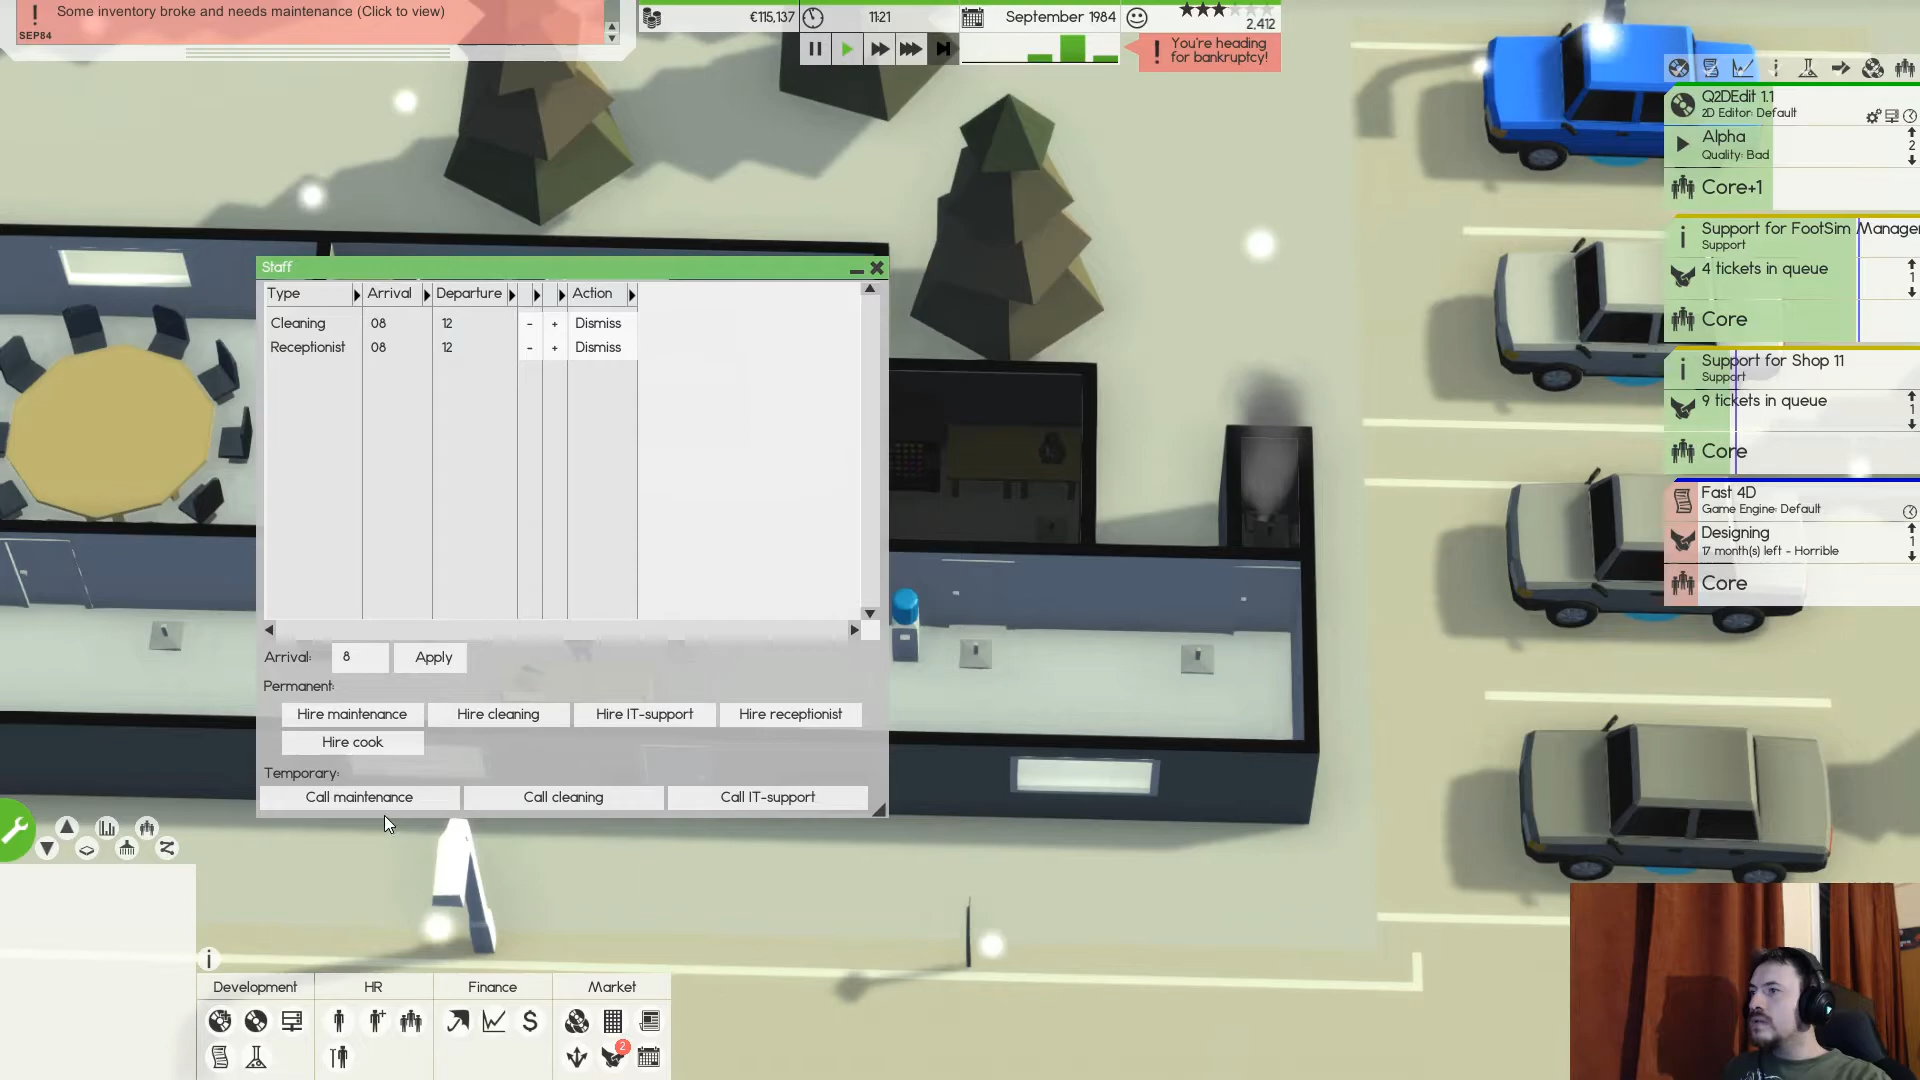 Some inventory broke and needs maintenance (Click to view)
SEP84
€115,137
11:21
September 1984
2,412
You're heading
for bankruptcy!
Q2DEdit 1.1
2D Editor: Default
Alpha
Quality: Bad
2
Core+1
Support for FootSim Manager
Support
4 tickets in queue
1
Core
Support for Shop 11
Support
9 tickets in queue
1
Core
Fast 4D
Game Engine: Default
Designing
17 month(s) left - Horrible
1
Core
Staff
Type Arrival Departure Action
Cleaning 08 12 - + Dismiss
Receptionist 08 12 - + Dismiss
Arrival: 8 Apply
Permanent:
Hire maintenance Hire cleaning Hire IT-support Hire receptionist
Hire cook
Temporary:
Call maintenance Call cleaning Call IT-support
Development HR Finance Market
2